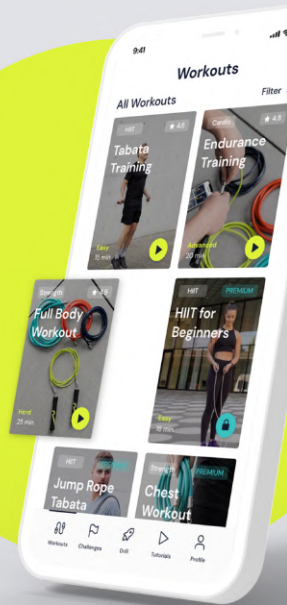 9:41
Workouts
All Workouts
Filter
HIIT
4.8
Tabata
Training
Easy
15 min
Cardio
4.8
Endurance
Training
Advanced
20 min
Strength
4.8
Full Body
Workout
Hard
25 min
HIIT
PREMIUM
HIIT for
Beginners
Easy
15 min
HIIT
Jump Rope
Tabata
Strength
PREMIUM
Chest
Workout
Workouts
Challenges
Drill
Tutorials
Profile